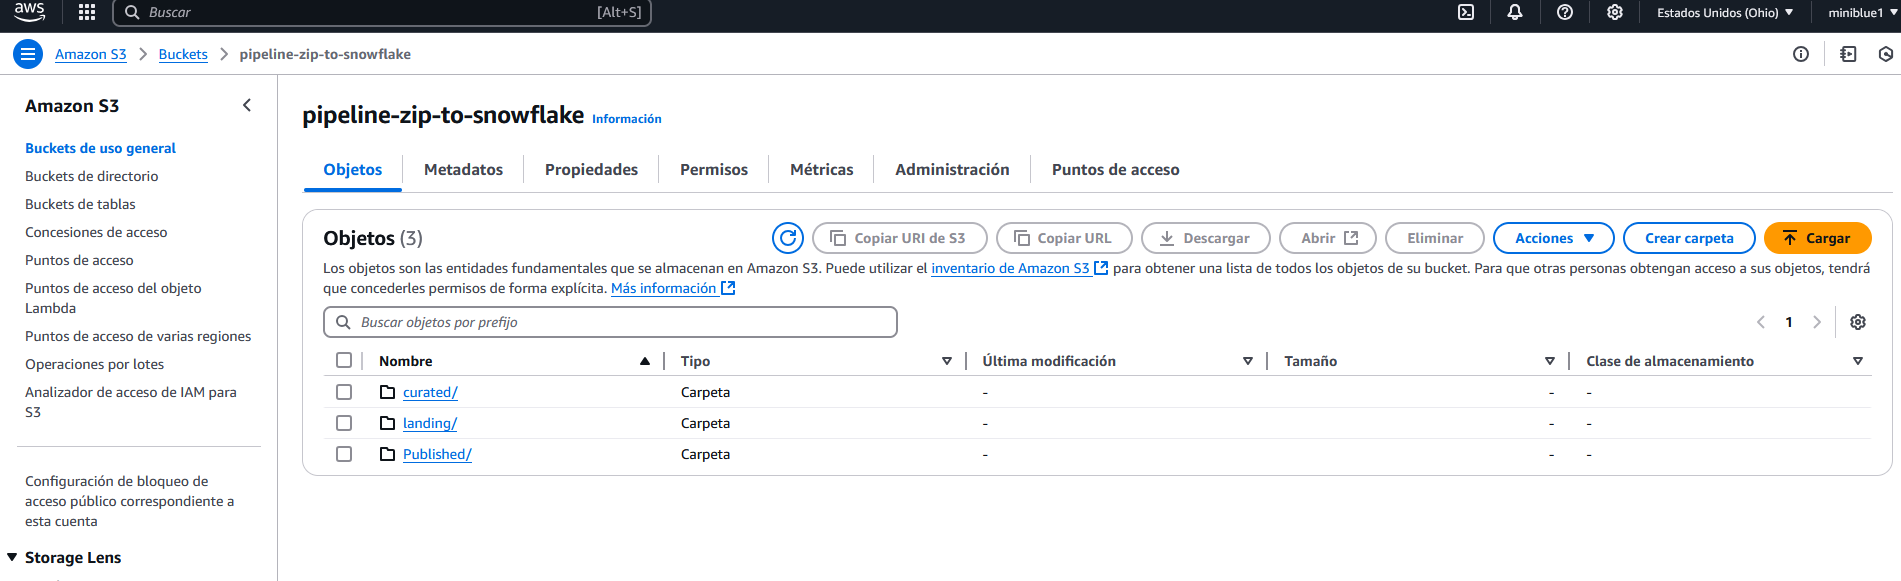 aws
Buscar [Alt+S]
Estados Unidos (Ohio)
miniblue1
Amazon S3 > Buckets > pipeline-zip-to-snowflake
Amazon S3
Buckets de uso general
Buckets de directorio
Buckets de tablas
Concesiones de acceso
Puntos de acceso
Puntos de acceso del objeto
Lambda
Puntos de acceso de varias regiones
Operaciones por lotes
Analizador de acceso de IAM para
S3
Configuración de bloqueo de
acceso público correspondiente a
esta cuenta
Storage Lens
pipeline-zip-to-snowflake Información
Objetos Metadatos Propiedades Permisos Métricas Administración Puntos de acceso
Objetos (3)
Copiar URI de S3 Copiar URL Descargar Abrir Eliminar Acciones Crear carpeta Cargar
Los objetos son las entidades fundamentales que se almacenan en Amazon S3. Puede utilizar el inventario de Amazon S3 para obtener una lista de todos los objetos de su bucket. Para que otras personas obtengan acceso a sus objetos, tendrá
que concederles permisos de forma explícita. Más información
Buscar objetos por prefijo
1
Nombre Tipo Última modificación Tamaño Clase de almacenamiento
curated/ Carpeta - - -
landing/ Carpeta - - -
Published/ Carpeta - - -